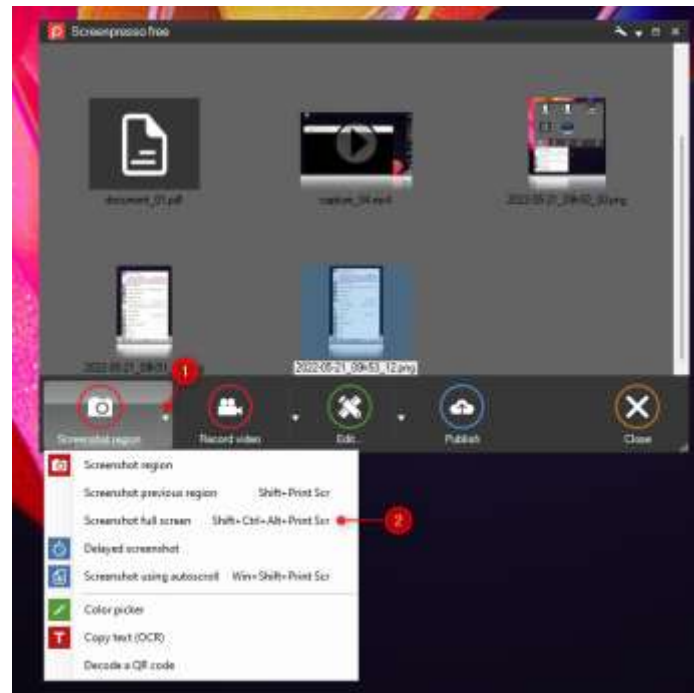 Screenpresso free
document_01.pdf
capture_04.mp4
2022-05-21_09h53_12.png
1
Screenshot region
Record video
Edit
Publish
Close
Screenshot region
Screenshot previous region Shift+Print Scr
Screenshot full screen Shift+Ctrl+Alt+Print Scr
2
Delayed screenshot
Screenshot using autoscroll Win+Shift+Print Scr
Color picker
Copy text (OCR)
Decode a QR code